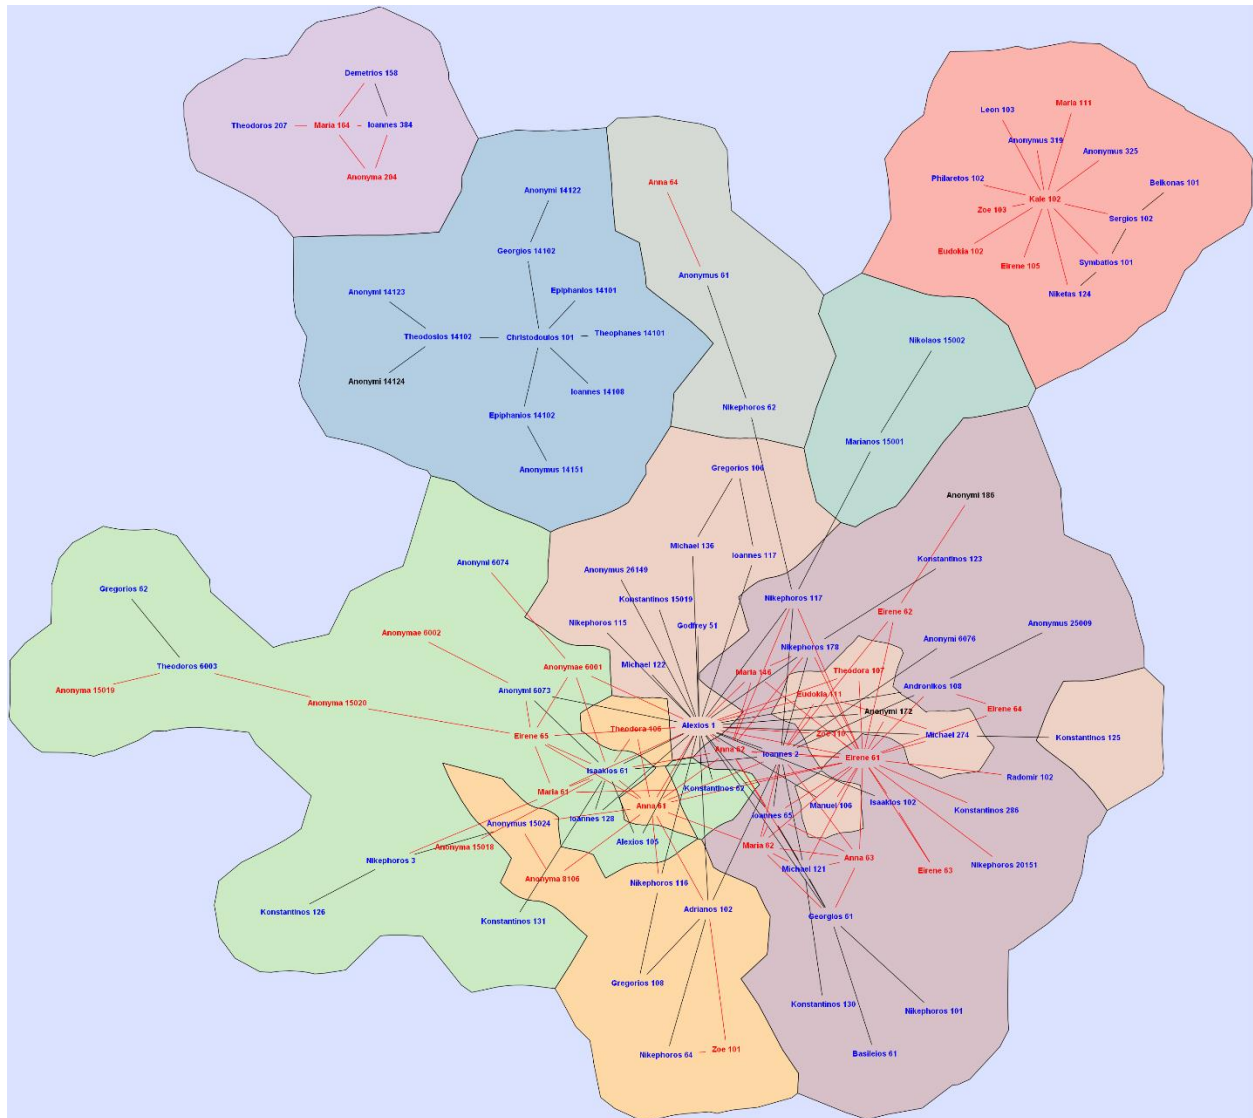 Demetrios 158
Theodoros 207
Maria 164
Ioannes 384
Anonyma 204
Leon 103
Maria 111
Anonymus 319
Anonymus 325
Philaretos 102
Belkonas 101
Kale 102
Zoe 103
Sergios 102
Eudokia 102
Eirene 105
Symbatios 101
Niketas 124
Anna 64
Anonymi 14122
Georgios 14102
Anonymus 61
Anonymi 14123
Epiphanios 14101
Theodosios 14102
Christodoulos 101
Theophanes 14101
Nikolaos 15002
Anonymi 14124
Ioannes 14108
Epiphanios 14102
Nikephoros 62
Marianos 15001
Anonymus 14151
Gregorios 106
Anonymi 186
Michael 136
Ioannes 117
Anonymi 6074
Konstantinos 123
Anonymus 26149
Gregorios 62
Konstantinos 15019
Nikephoros 117
Eirene 62
Nikephoros 115
Godfrey 51
Anonymus 25009
Anonymae 6002
Anonymi 6076
Nikephoros 178
Theodoros 6003
Anonymae 6001
Michael 122
Maria 146
Theodora 107
Anonyma 15019
Anonymi 6073
Eudokia 111
Andronikos 108
Anonyma 15020
Anonymi 172
Eirene 64
Theodora 106
Alexios 1
Eirene 65
Zoe 110
Michael 274
Konstantinos 125
Anna 62
Ioannes 2
Eirene 61
Isaakios 61
Radomir 102
Maria 61
Konstantinos 62
Isaakios 102
Anna 61
Manuel 106
Konstantinos 286
Anonymus 15024
Ioannes 128
Ioannes 65
Anonyma 15018
Alexios 105
Maria 62
Nikephoros 3
Anna 63
Nikephoros 20151
Michael 121
Eirene 63
Anonyma 8106
Nikephoros 116
Konstantinos 126
Konstantinos 131
Adrianos 102
Georgios 61
Gregorios 108
Konstantinos 130
Nikephoros 101
Nikephoros 64
Zoe 101
Basileios 61